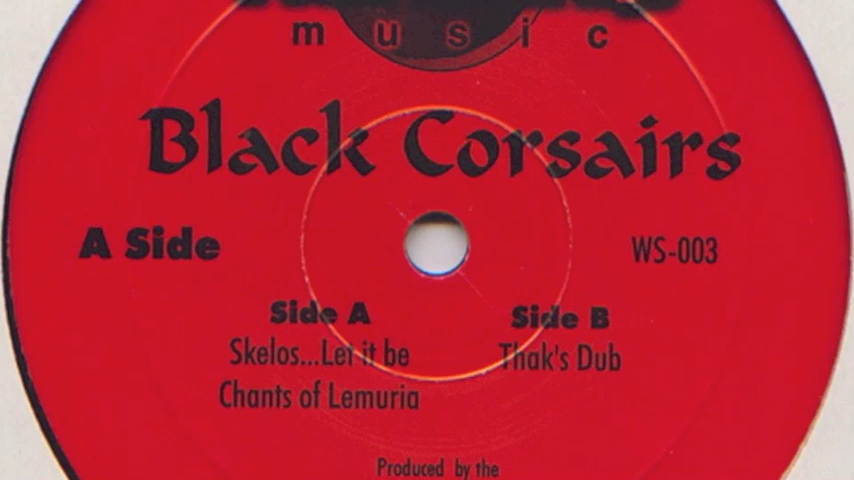 music
Black Corsairs
A Side
WS-003
Side A
Skelos...Let it be
Chants of Lemuria
Side B
Thak's Dub
Produced by the